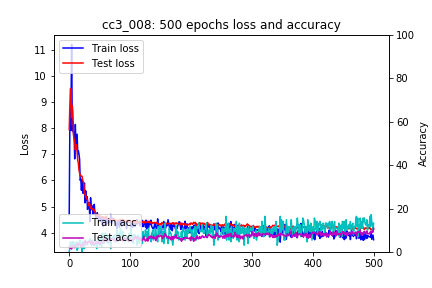 cc3_008: 500 epochs loss and accuracy
Train loss
Test loss
Train acc
Test acc
Loss
11
10
9
8
7
6
5
4
0
100
200
300
400
500
100
80
60
40
20
0
Accuracy